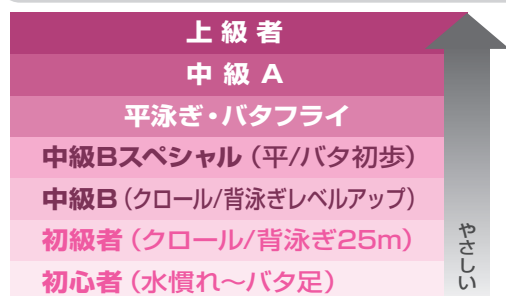 上級者
中級 A
平泳ぎ・バタフライ
中級Bスペシャル（平/バタ初歩）
中級B（クロール/背泳ぎレベルアップ）
初級者（クロール/背泳ぎ25m）
初心者（水慣れ～バタ足）
やさしい